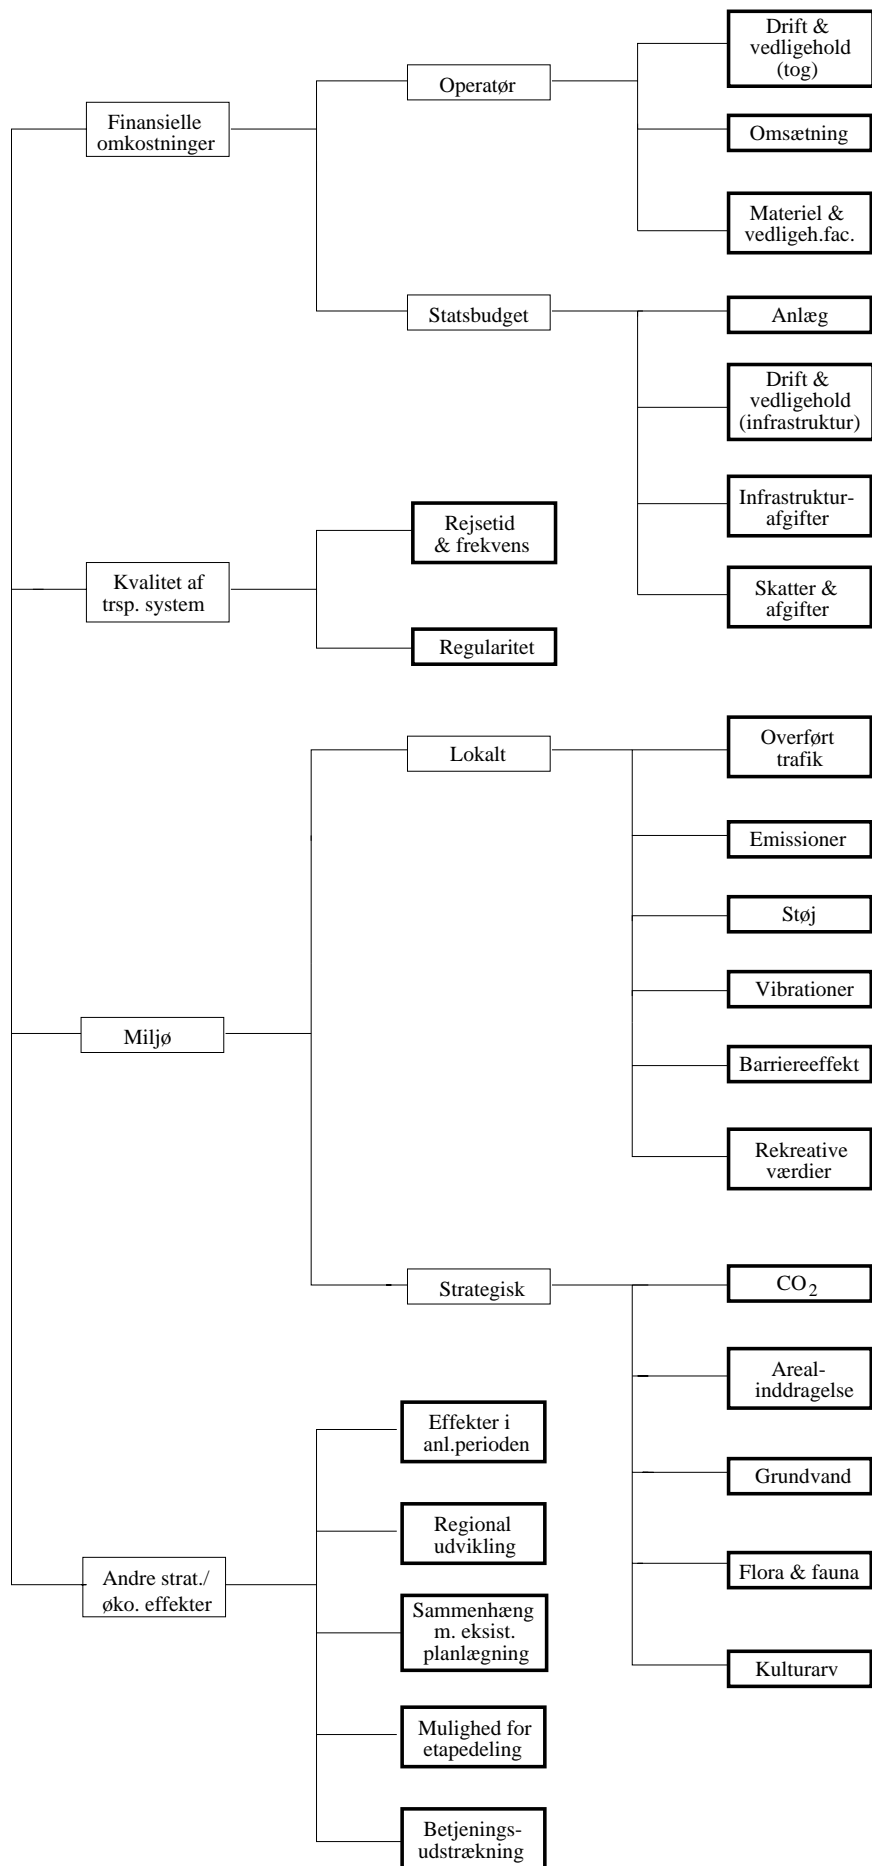 Drift &
vedligehold
(tog)
Operatør
Finansielle
omkostninger
Omsætning
Materiel &
vedligeh.fac.
Statsbudget
Anlæg
Drift &
vedligehold
(infrastruktur)
Infrastruktur-
afgifter
Rejsetid
& frekvens
Kvalitet af
trsp. system
Skatter &
afgifter
Regularitet
Lokalt
Overført
trafik
Emissioner
Støj
Vibrationer
Miljø
Barriereeffekt
Rekreative
værdier
Strategisk
CO2
Areal-
inddragelse
Effekter i
anl.perioden
Grundvand
Regional
udvikling
Flora & fauna
Andre strat./
øko. effekter
Sammenhæng
m. eksist.
planlægning
Kulturarv
Mulighed for
etapedeling
Betjenings-
udstrækning